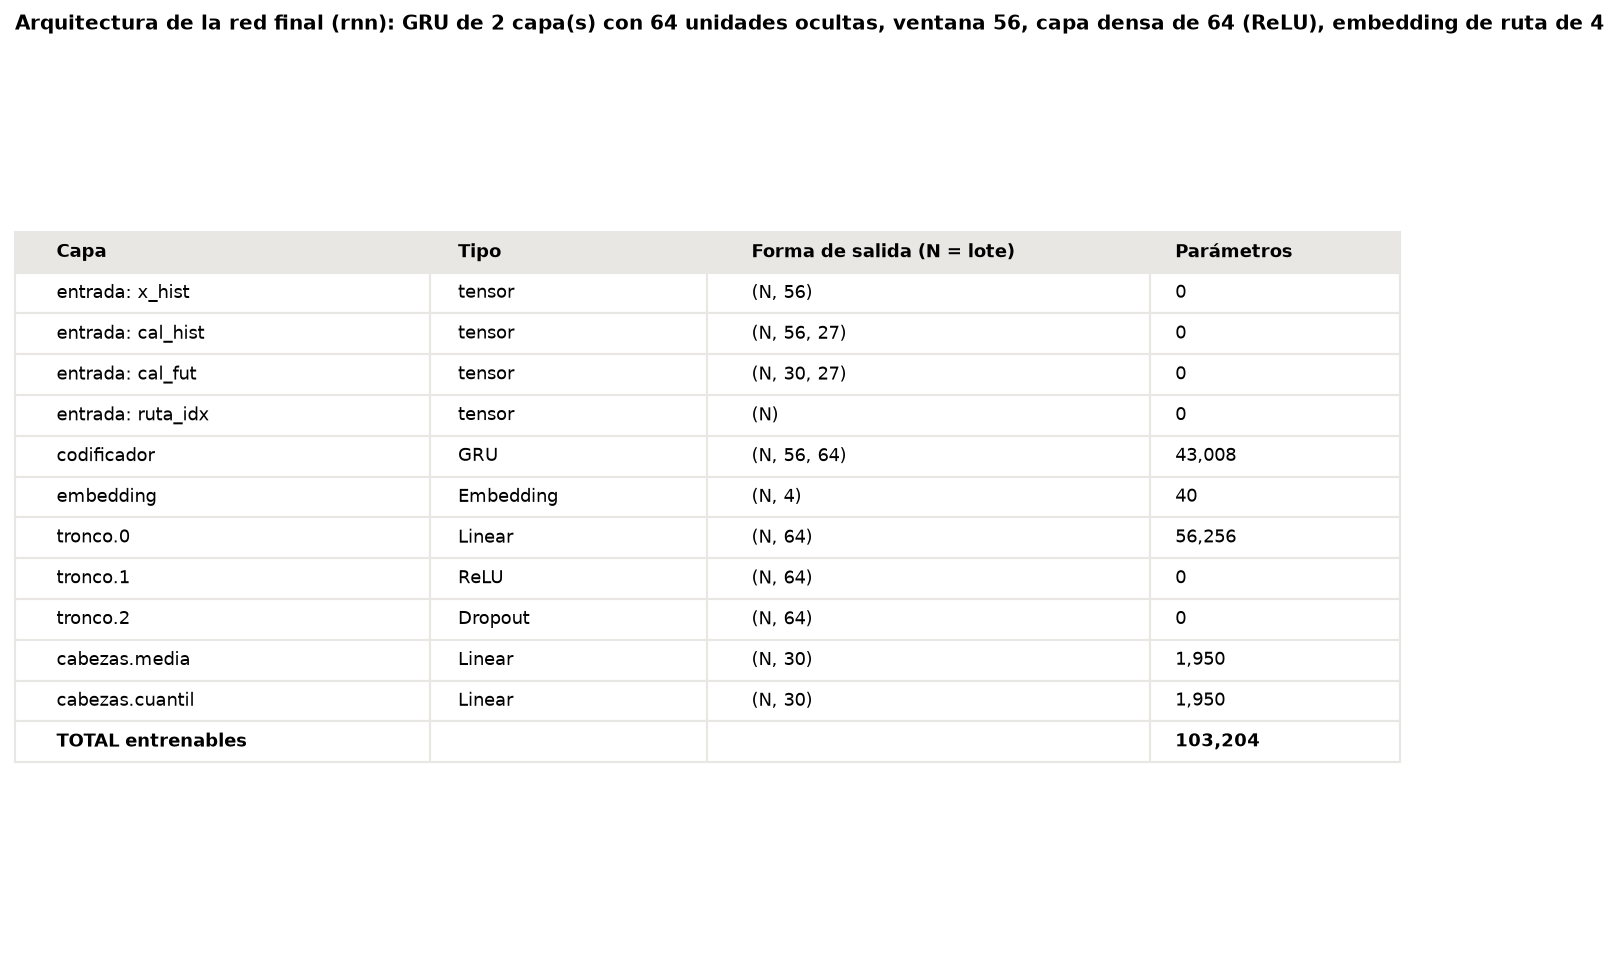 Arquitectura de la red final (rnn): GRU de 2 capa(s) con 64 unidades ocultas, ventana 56, capa densa de 64 (ReLU), embedding de ruta de 4
Capa Tipo Forma de salida (N = lote) Parámetros
entrada: x_hist tensor (N, 56) 0
entrada: cal_hist tensor (N, 56, 27) 0
entrada: cal_fut tensor (N, 30, 27) 0
entrada: ruta_idx tensor (N) 0
codificador GRU (N, 56, 64) 43,008
embedding Embedding (N, 4) 40
tronco.0 Linear (N, 64) 56,256
tronco.1 ReLU (N, 64) 0
tronco.2 Dropout (N, 64) 0
cabezas.media Linear (N, 30) 1,950
cabezas.cuantil Linear (N, 30) 1,950
TOTAL entrenables 103,204